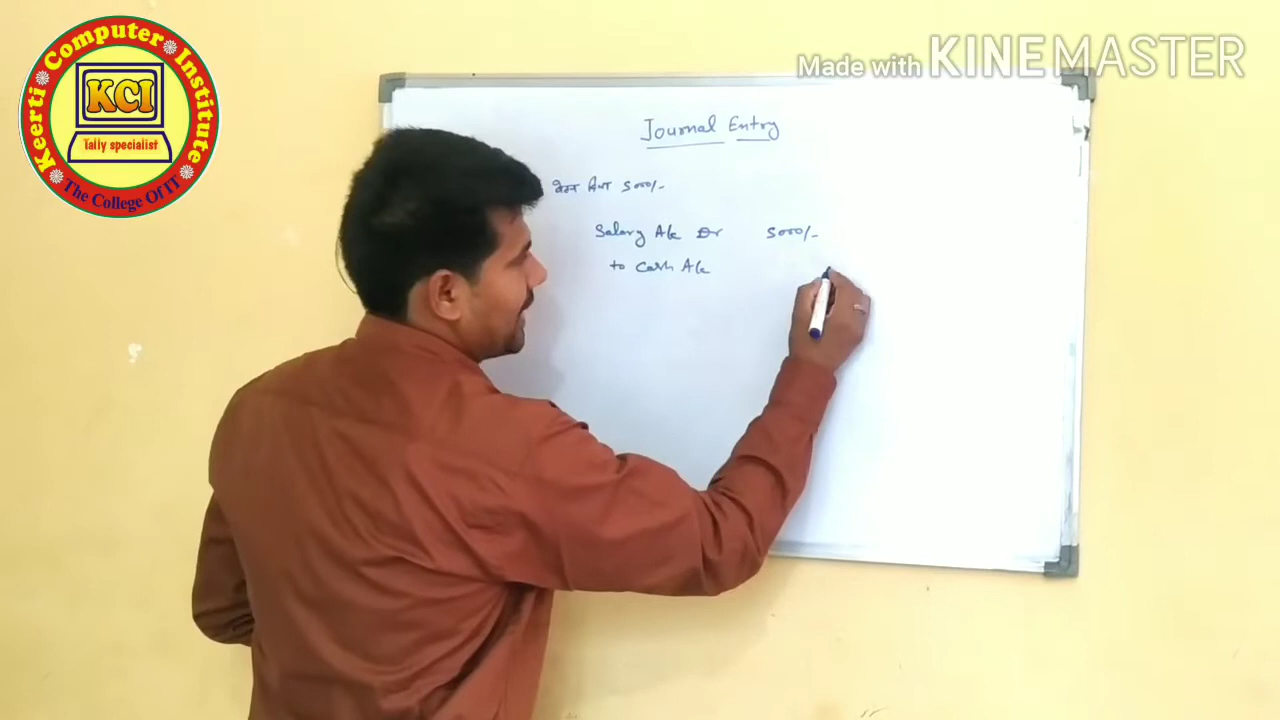 Keerti Computer Institute
KCI
Tally specialist
The College Of IT
Made with KINEMASTER
Journal Entry
वेतन दिया 5000/-
Salary A/c Dr 5000/-
to Cash A/c